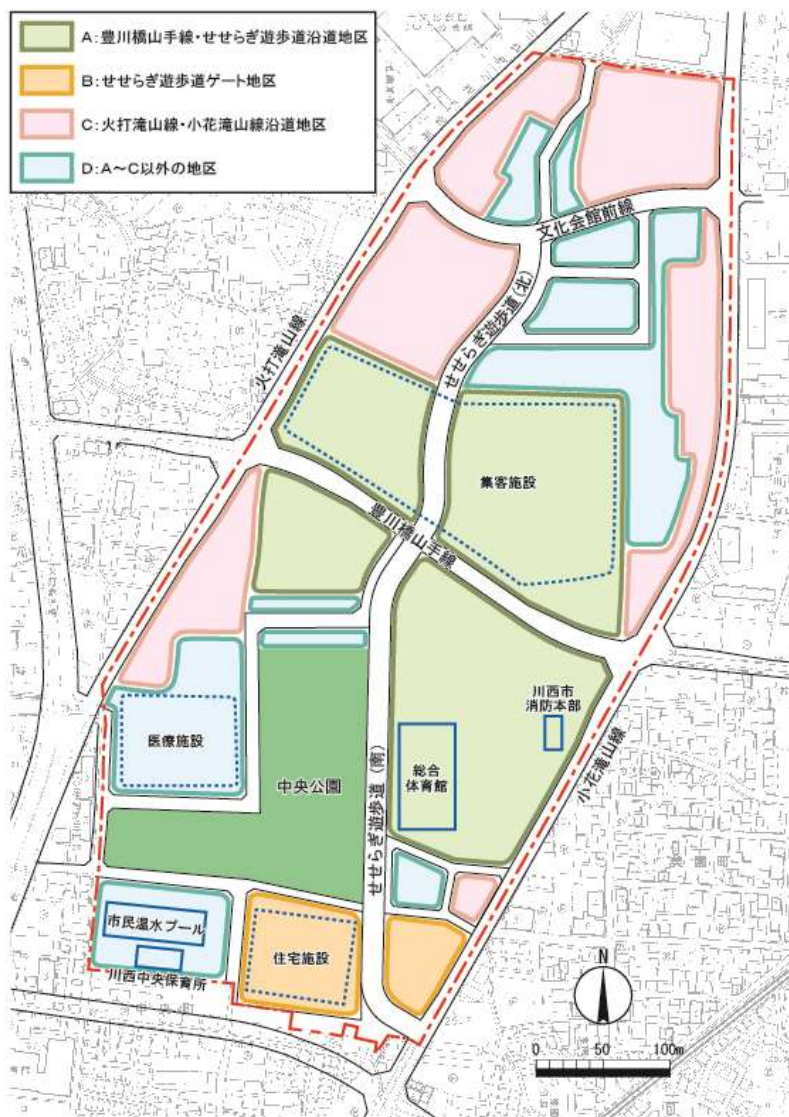 A:豊川橋山手線・せせらぎ遊歩道沿道地区
B:せせらぎ遊歩道ゲート地区
C:火打滝山線・小花滝山線沿道地区
D:A～C以外の地区
文化会館前線
せせらぎ遊歩道(北)
火打滝山線
集客施設
豊川橋山手線
川西市
消防本部
医療施設
総合
体育館
中央公園
小花滝山線
せせらぎ遊歩道(南)
市民温水プール
住宅施設
川西中央保育所
N
0 50 100m